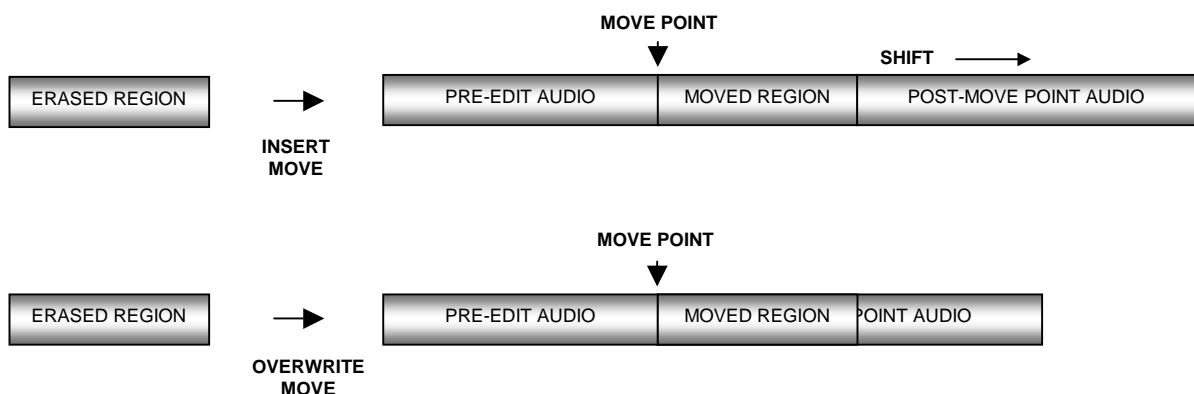 MOVE POINT
SHIFT
ERASED REGION
PRE-EDIT AUDIO
MOVED REGION
POST-MOVE POINT AUDIO
INSERT
MOVE
MOVE POINT
ERASED REGION
PRE-EDIT AUDIO
MOVED REGION
POINT AUDIO
OVERWRITE
MOVE